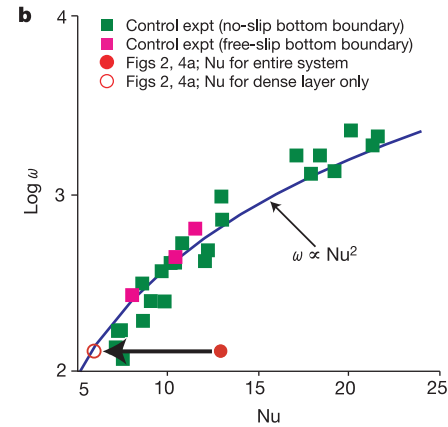 b
4
Control expt (no-slip bottom boundary)
Control expt (free-slip bottom boundary)
Figs 2, 4a; Nu for entire system
Figs 2, 4a; Nu for dense layer only
Log ω
3
ω ∝ Nu²
2
5 10 15 20 25
Nu